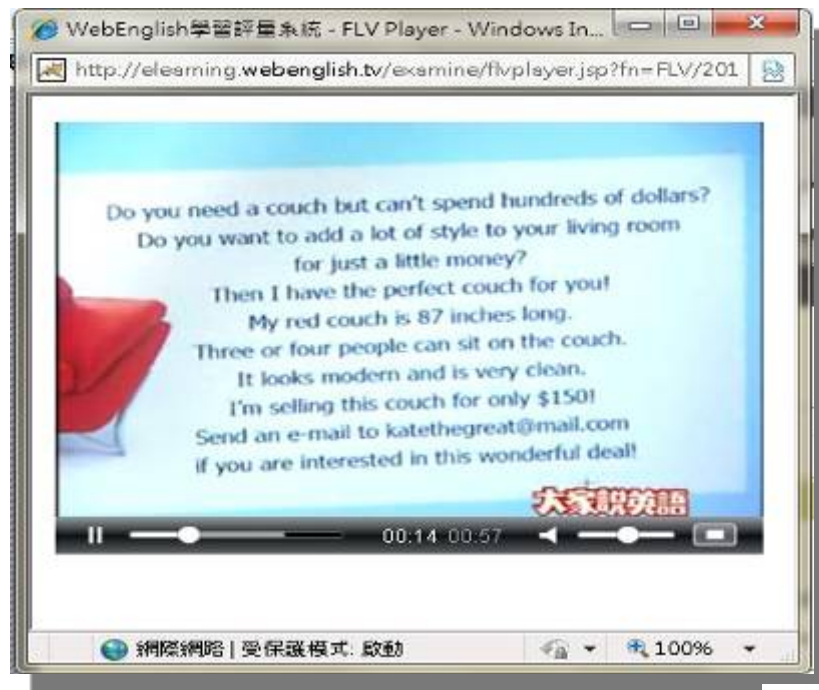 WebEnglish學習評量系統 - FLV Player - Windows In...
http://elearning.webenglish.tv/examine/flvplayer.jsp?fn=FLV/201
Do you need a couch but can't spend hundreds of dollars?
Do you want to add a lot of style to your living room
for just a little money?
Then I have the perfect couch for you!
My red couch is 87 inches long.
Three or four people can sit on the couch.
It looks modern and is very clean.
I'm selling this couch for only $150!
Send an e-mail to katethegreat@mail.com
if you are interested in this wonderful deal!
大家說英語
00:14 00:57
網際網路 | 受保護模式: 啟動
100%